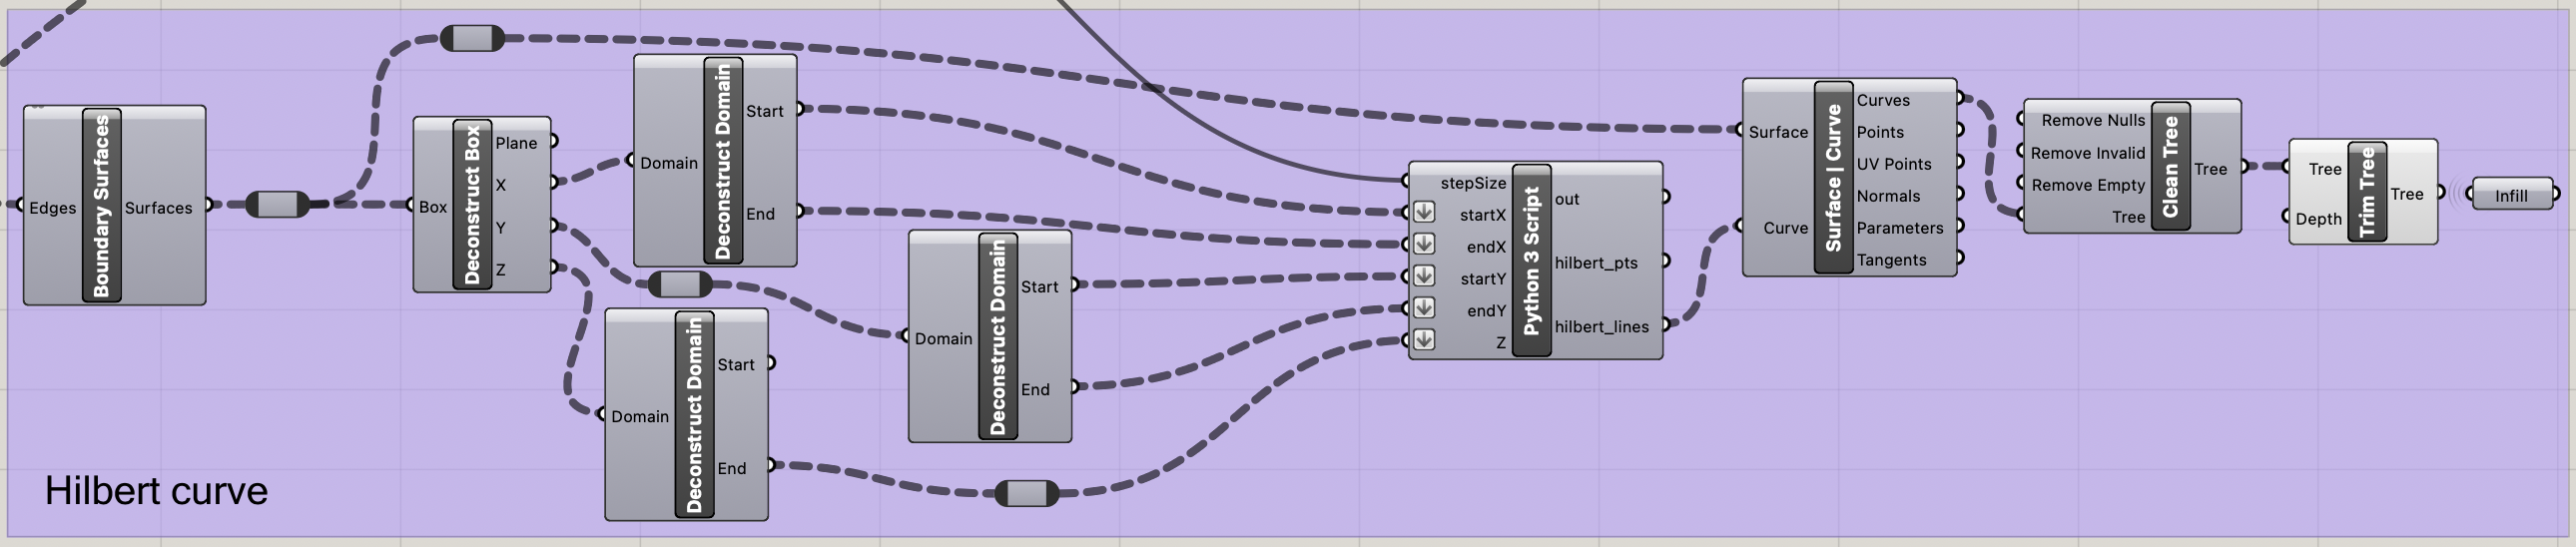 Edges
Boundary Surfaces
Surfaces
Box
Deconstruct Box
Plane
X
Y
Z
Domain
Deconstruct Domain
Start
End
Domain
Deconstruct Domain
Start
End
Domain
Deconstruct Domain
Start
End
stepSize
startX
endX
startY
endY
Z
Python 3 Script
out
hilbert_pts
hilbert_lines
Surface
Curve
Surface | Curve
Curves
Points
UV Points
Normals
Parameters
Tangents
Remove Nulls
Remove Invalid
Remove Empty
Tree
Clean Tree
Tree
Tree
Depth
Trim Tree
Tree
Infill
Hilbert curve